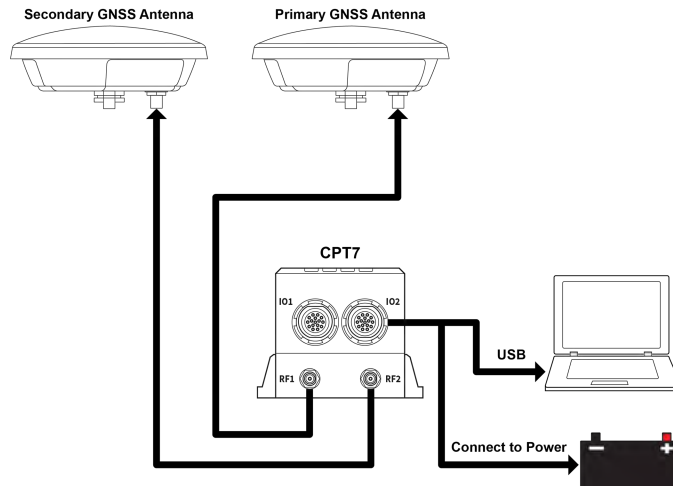 Secondary GNSS Antenna
Primary GNSS Antenna
CPT7
IO1
IO2
RF1
RF2
USB
Connect to Power